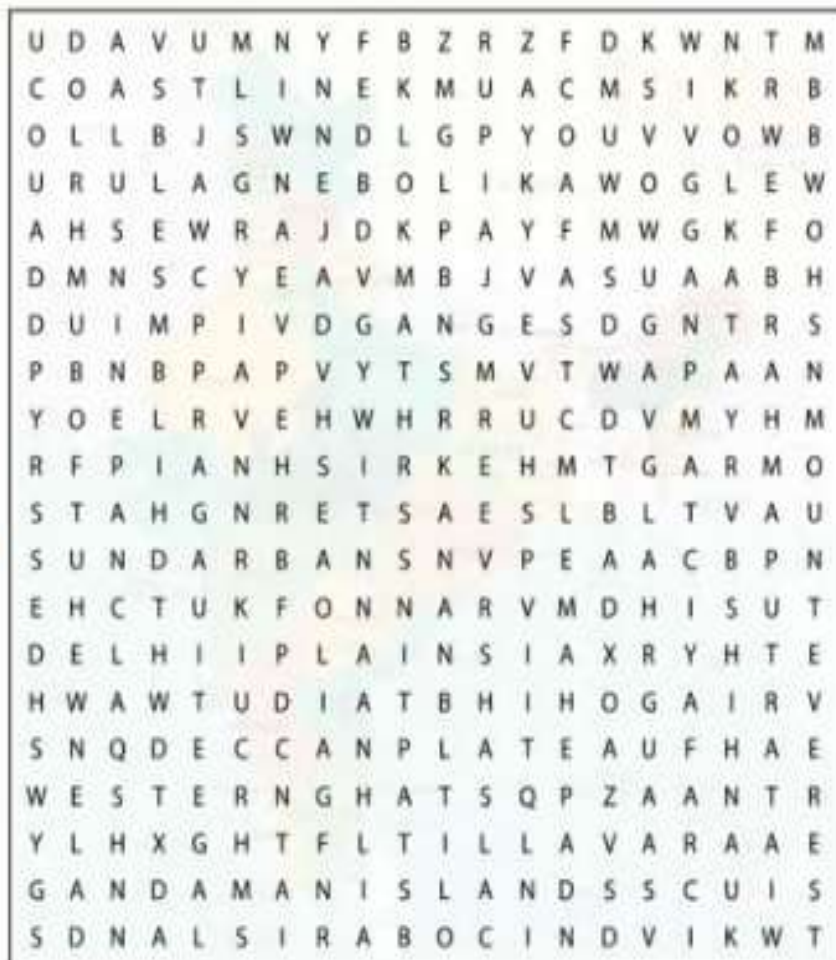 U D A V U M N Y F B Z R Z F D K W N T M
C O A S T L I N E K M U A C M S I K R B
O L L B J S W N D L G P Y O U V V O W B
U R U L A G N E B O L I K A W O G L E W
A H S E W R A J D K P A Y F M W G K F O
D M N S C Y E A V M B J V A S U A A B H
D U I M P I V D G A N G E S D G N T R S
P B N B P A P V Y T S M V T W A P A A N
Y O E L R V E H W H R R U C D V M Y H M
R F P I A N H S I R K E H M T G A R M O
S T A H G N R E T S A E S L B L T V A U
S U N D A R B A N S N V P E A A C B P N
E H C T U K F O N N A R V M D H I S U T
D E L H I I P L A I N S I A X R Y H T E
H W A W T U D I A T B H I H O G A I R V
S N Q D E C C A N P L A T E A U F H A E
W E S T E R N G H A T S Q P Z A A N T R
Y L H X G H T F L T I L L A V A R A A E
G A N D A M A N I S L A N D S S C U I S
S D N A L S I R A B O C I N D V I K W T